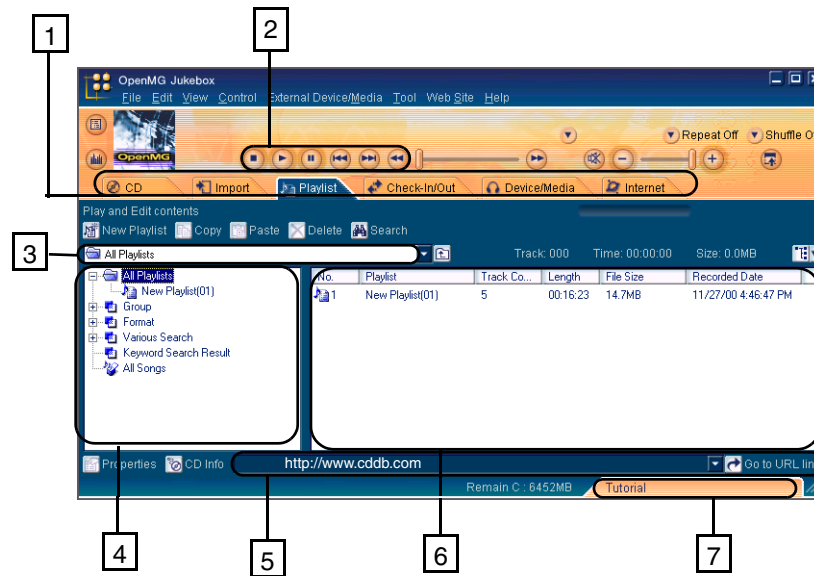 1
2
OpenMG Jukebox
File Edit View Control External Device/Media Tool Web Site Help
OpenMG
Repeat Off Shuffle O
CD Import Playlist Check-In/Out Device/Media Internet
Play and Edit contents
New Playlist Copy Paste Delete Search
3
All Playlists Track: 000 Time: 00:00:00 Size: 0.0MB
All Playlists
New Playlist(01)
Group
Format
Various Search
Keyword Search Result
All Songs
No. Playlist Track Co... Length File Size Recorded Date
1 New Playlist(01) 5 00:16:23 14.7MB 11/27/00 4:46:47 PM
Properties CD Info http://www.cddb.com Go to URL lin
Remain C : 6452MB Tutorial
4
5
6
7